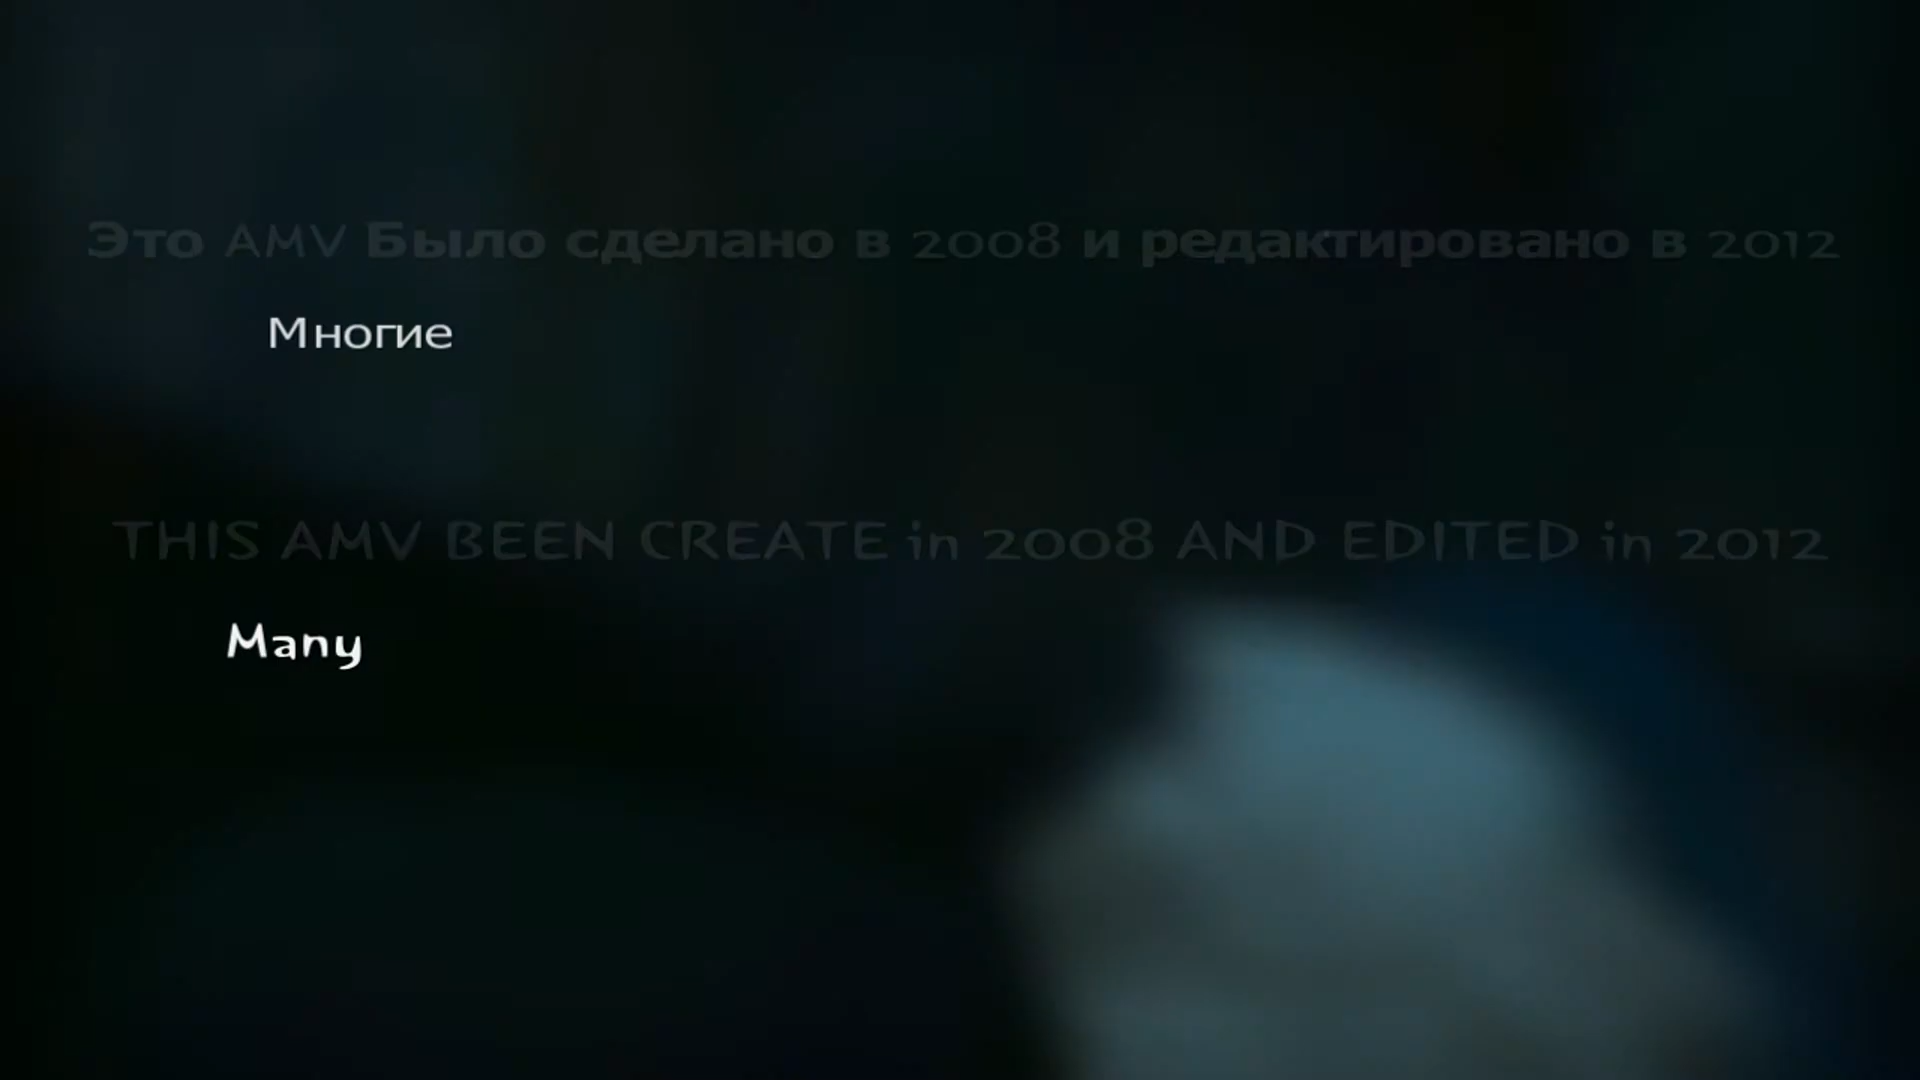 Это AMV Было сделано в 2008 и редактировано в 2012
Многие
THIS AMV BEEN CREATE in 2008 AND EDITED in 2012
Many